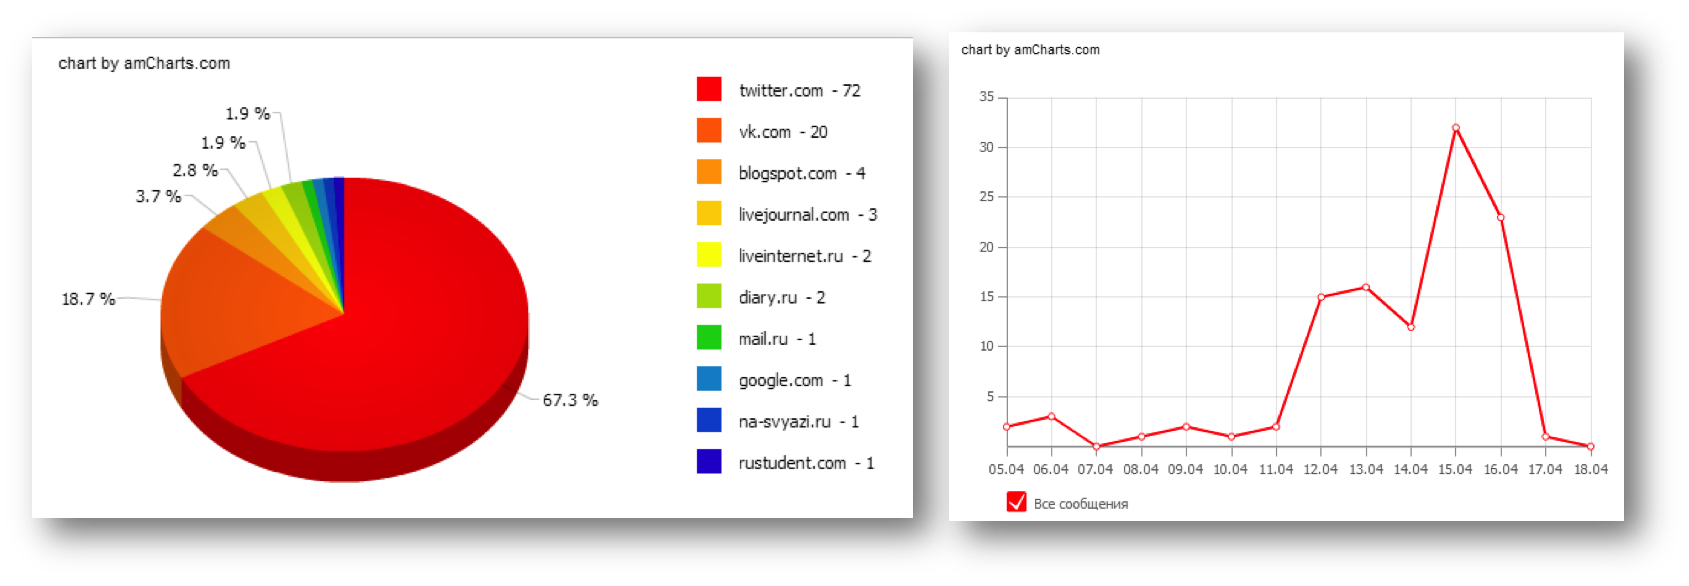 chart by amCharts.com
1.9 %
1.9 %
2.8 %
3.7 %
18.7 %
67.3 %
twitter.com - 72
vk.com - 20
blogspot.com - 4
livejournal.com - 3
liveinternet.ru - 2
diary.ru - 2
mail.ru - 1
google.com - 1
na-svyazi.ru - 1
rustudent.com - 1
chart by amCharts.com
35
30
25
20
15
10
5
05.04 06.04 07.04 08.04 09.04 10.04 11.04 12.04 13.04 14.04 15.04 16.04 17.04 18.04
Все сообщения